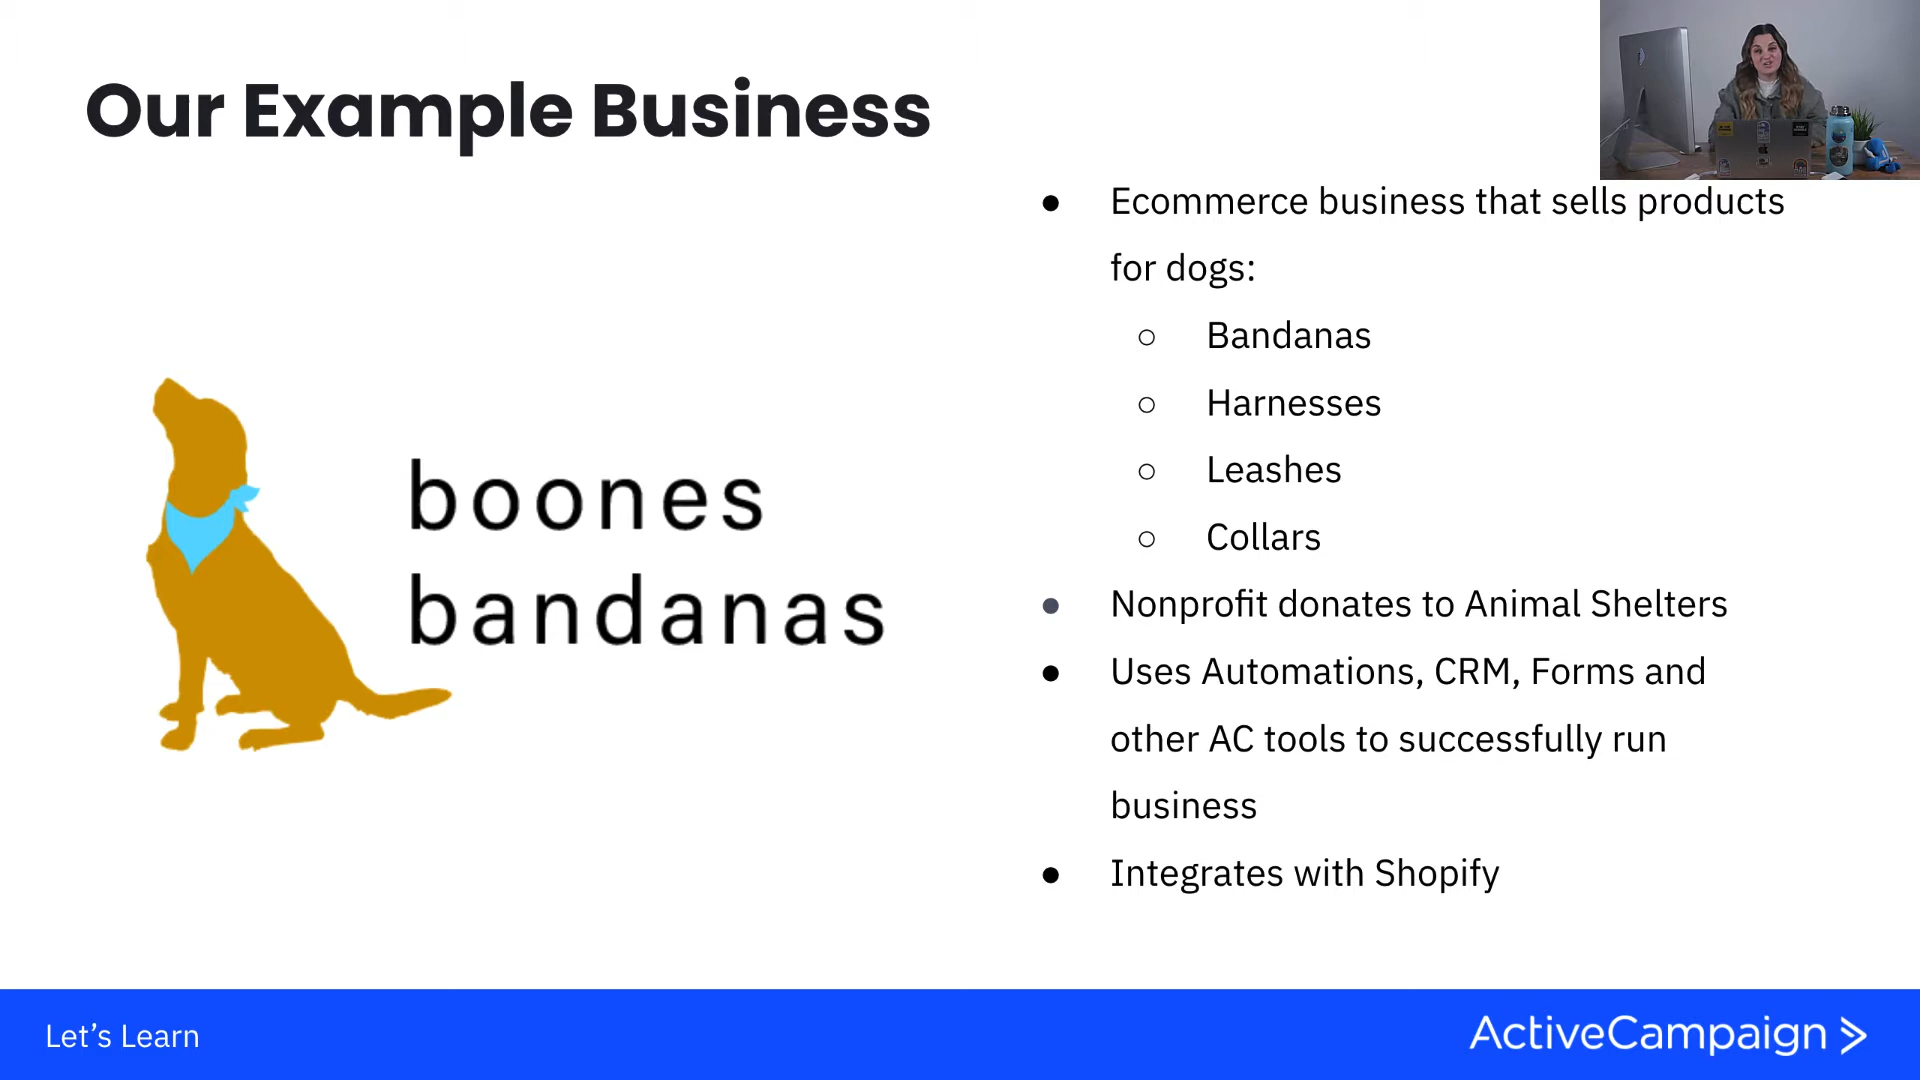 Our Example Business
boones
bandanas
● Ecommerce business that sells products
for dogs:
○ Bandanas
○ Harnesses
○ Leashes
○ Collars
● Nonprofit donates to Animal Shelters
● Uses Automations, CRM, Forms and
other AC tools to successfully run
business
● Integrates with Shopify
Let’s Learn
ActiveCampaign